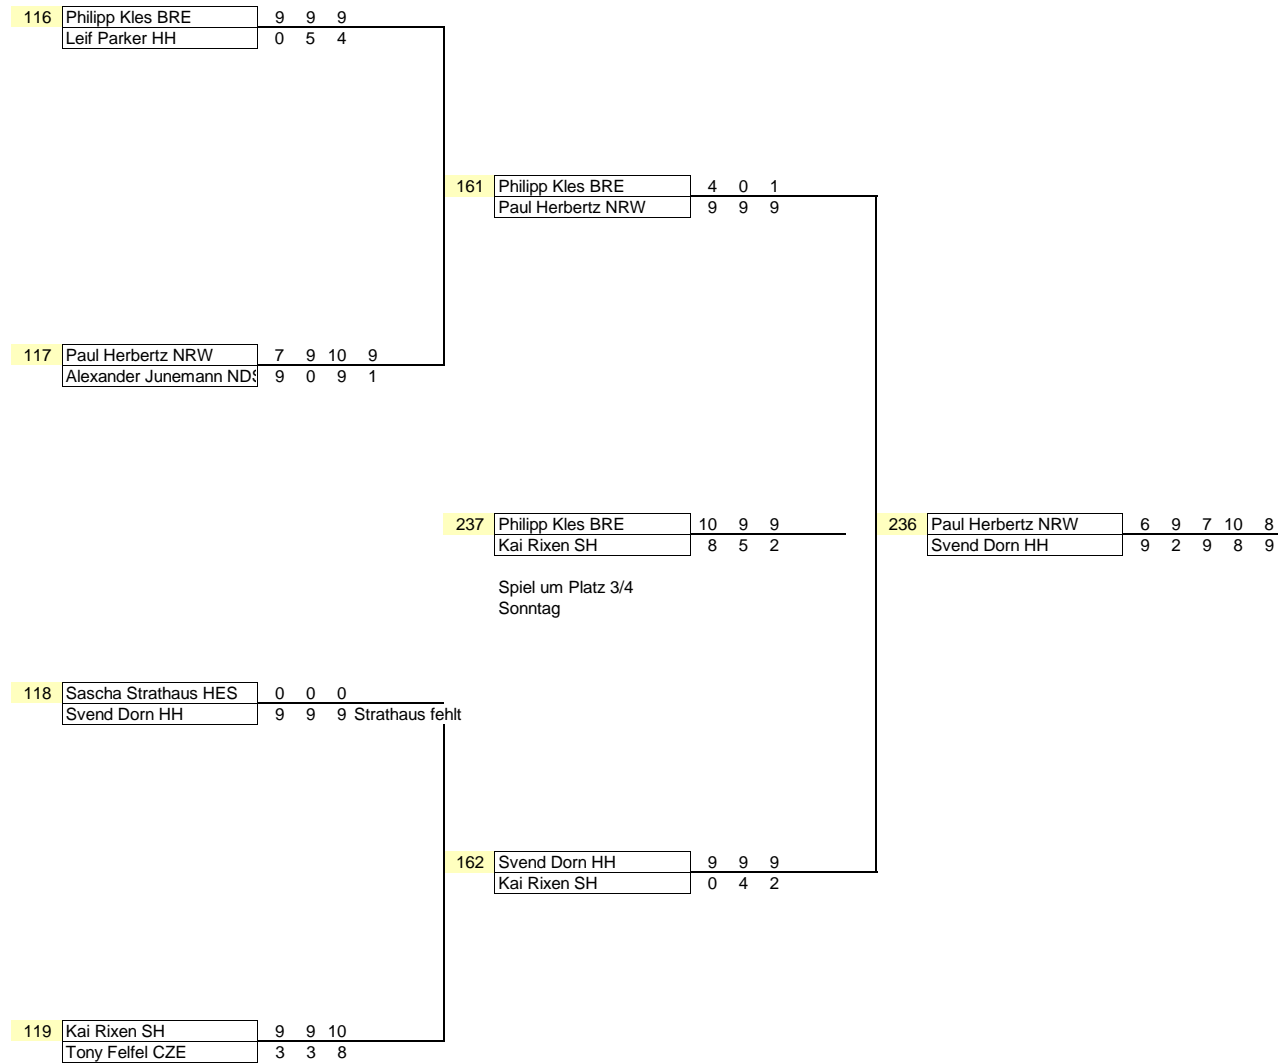 116 Philipp Kles BRE 9 9 9
Leif Parker HH 0 5 4
161 Philipp Kles BRE 4 0 1
Paul Herbertz NRW 9 9 9
117 Paul Herbertz NRW 7 9 10 9
Alexander Junemann NDS 9 0 9 1
237 Philipp Kles BRE 10 9 9
Kai Rixen SH 8 5 2
236 Paul Herbertz NRW 6 9 7 10 8
Svend Dorn HH 9 2 9 8 9
Spiel um Platz 3/4
Sonntag
118 Sascha Strathaus HES 0 0 0
Svend Dorn HH 9 9 9 Strathaus fehlt
162 Svend Dorn HH 9 9 9
Kai Rixen SH 0 4 2
119 Kai Rixen SH 9 9 10
Tony Felfel CZE 3 3 8